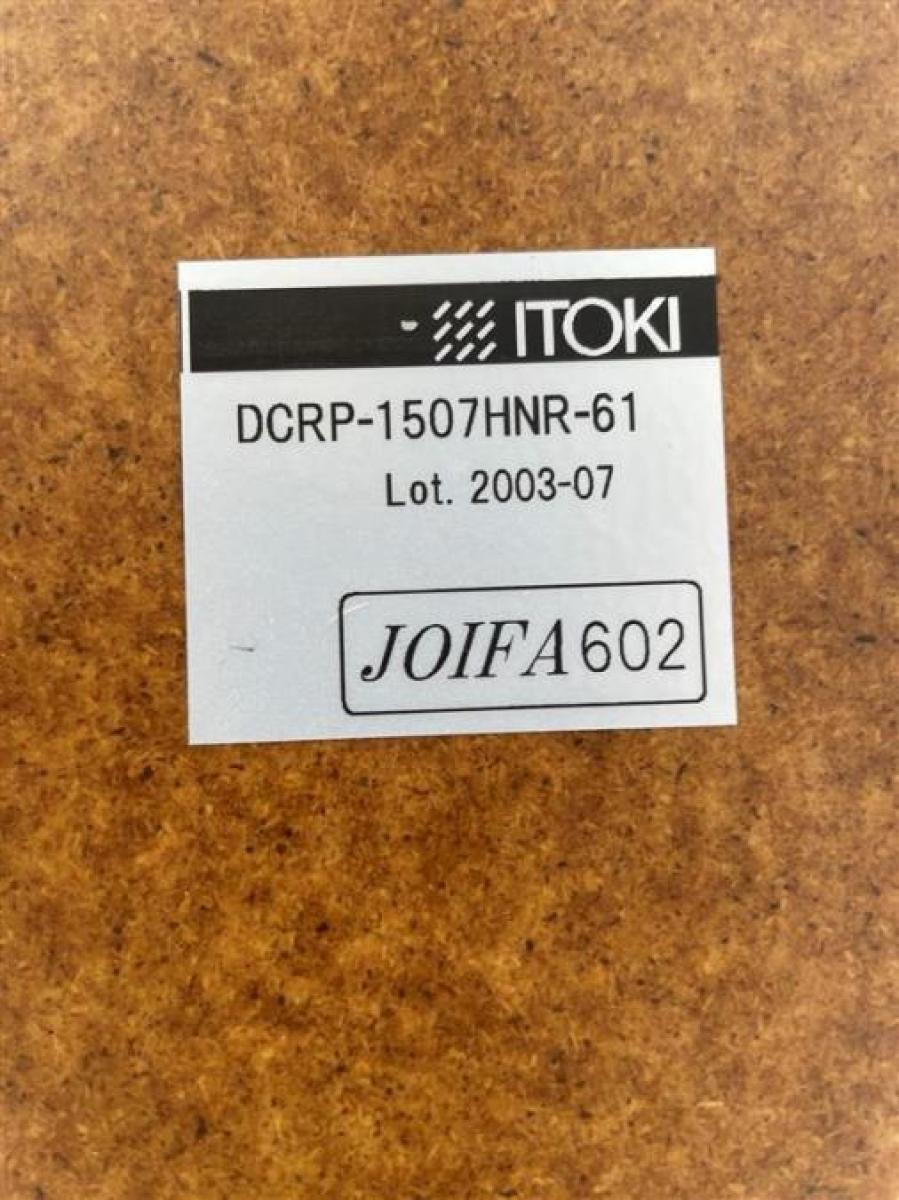 ITOKI
DCRP-1507HNR-61
Lot. 2003-07
JOIFA602